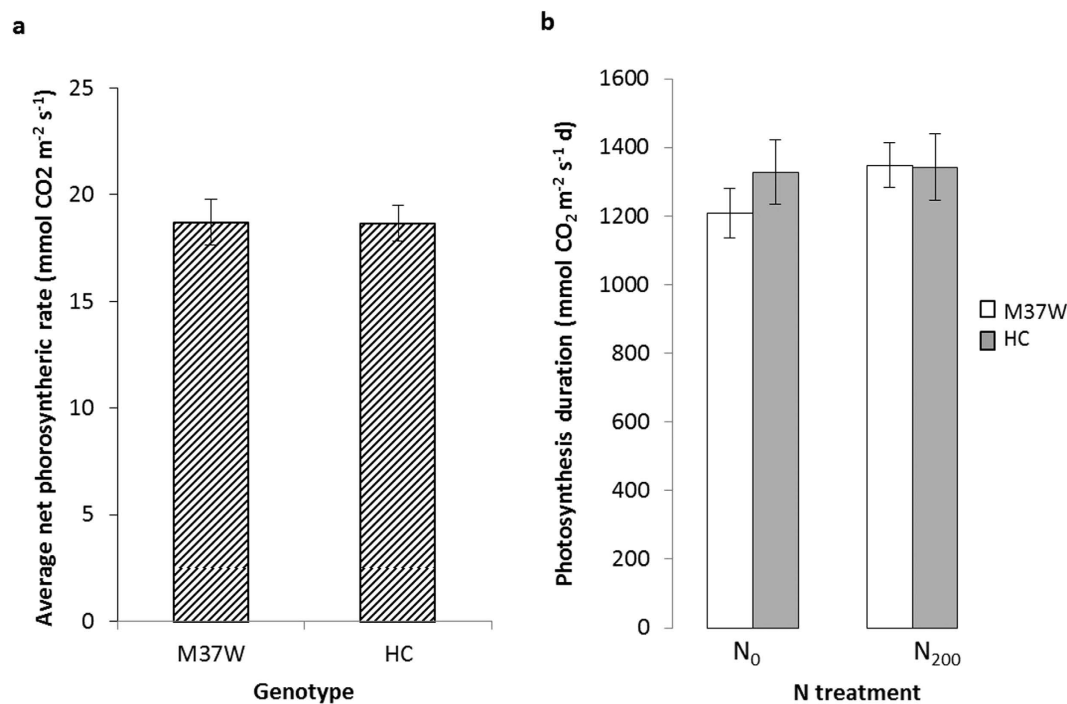 a
Average net phorosyntheric rate (mmol CO2 m⁻² s⁻¹)
25
20
15
10
5
0
M37W HC
Genotype
b
Photosynthesis duration (mmol CO₂ m⁻² s⁻¹ d)
1600
1400
1200
1000
800
600
400
200
0
N₀ N₂₀₀
N treatment
M37W
HC